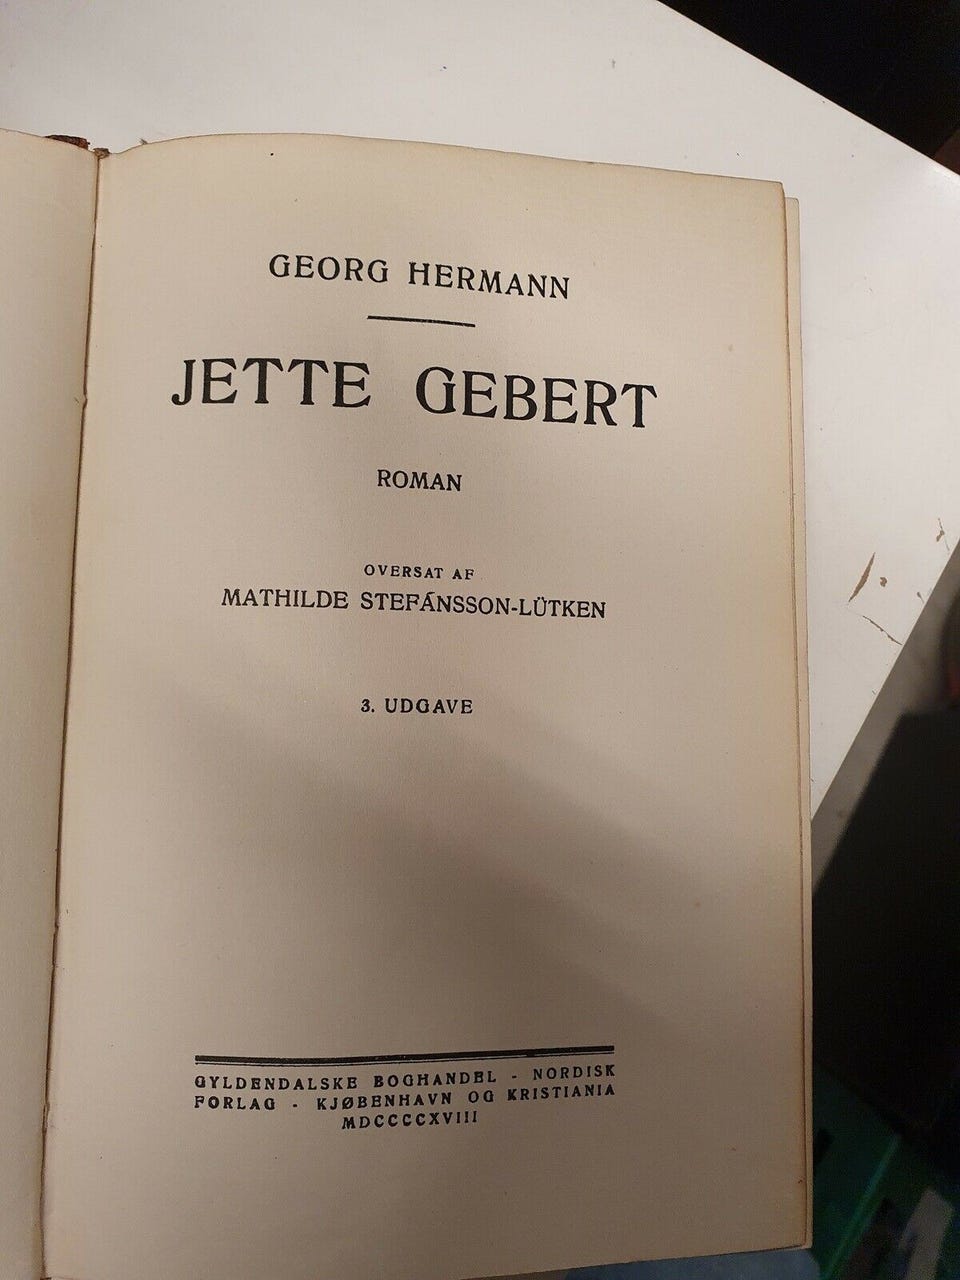 GEORG HERMANN
JETTE GEBERT
ROMAN
OVERSAT AF
MATHILDE STEFÁNSSON-LÜTKEN
3. UDGAVE
GYLDENDALSKE BOGHANDEL - NORDISK
FORLAG - KJØBENHAVN OG KRISTIANIA
MDCCCCXVIII